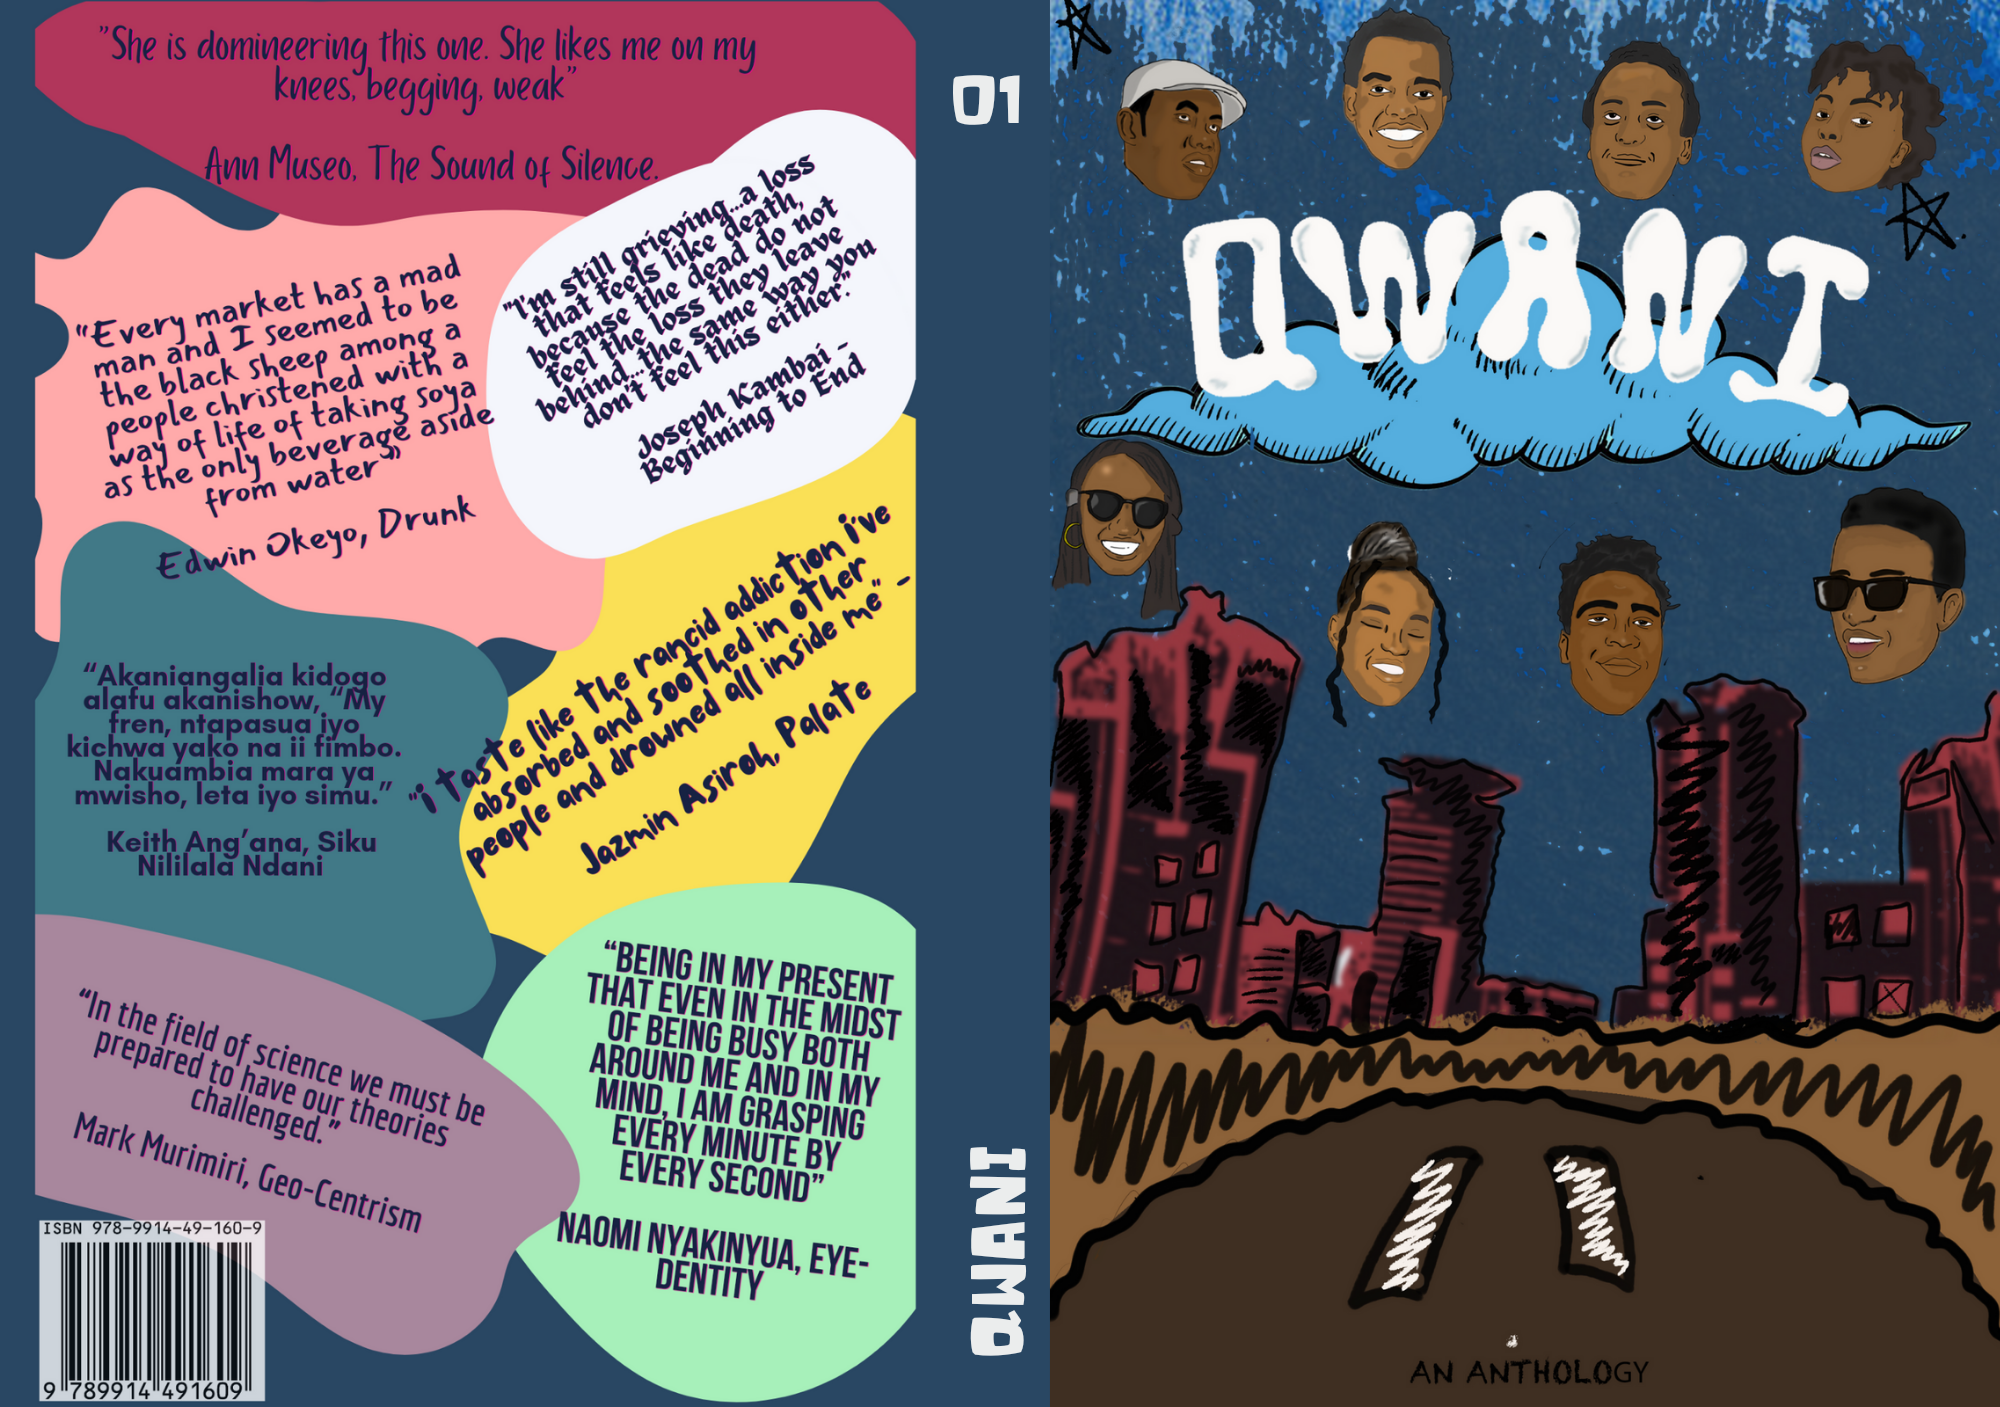 "She is domineering this one. She likes me on my
knees, begging, weak"
Ann Museo, The Sound of Silence.
"I'm still grieving...a loss
that feels like death,
because the dead do not
feel the loss they leave
behind...the same way you
don't feel this either."
Joseph Kambai -
Beginning to End
“Every market has a mad
man and I seemed to be
the black sheep among a
people christened with a
way of life of taking soya
as the only beverage aside
from water”
Edwin Okeyo, Drunk
"i taste like the rancid addiction i've
absorbed and soothed in other
people and drowned all inside me" -
Jazmin Asiroh, Palate
“Akaniangalia kidogo
alafu akanishow, “My
fren, ntapasua iyo
kichwa yako na ii fimbo.
Nakuambia mara ya
mwisho, leta iyo simu.”
Keith Ang’ana, Siku
Nililala Ndani
“BEING IN MY PRESENT
THAT EVEN IN THE MIDST
OF BEING BUSY BOTH
AROUND ME AND IN MY
MIND, I AM GRASPING
EVERY MINUTE BY
EVERY SECOND”
NAOMI NYAKINYUA, EYE-
DENTITY
“In the field of science we must be
prepared to have our theories
challenged.”
Mark Murimiri, Geo-Centrism
ISBN 978-9914-49-160-9
9 789914 491609
01
QWANI
QWANI
AN ANTHOLOGY